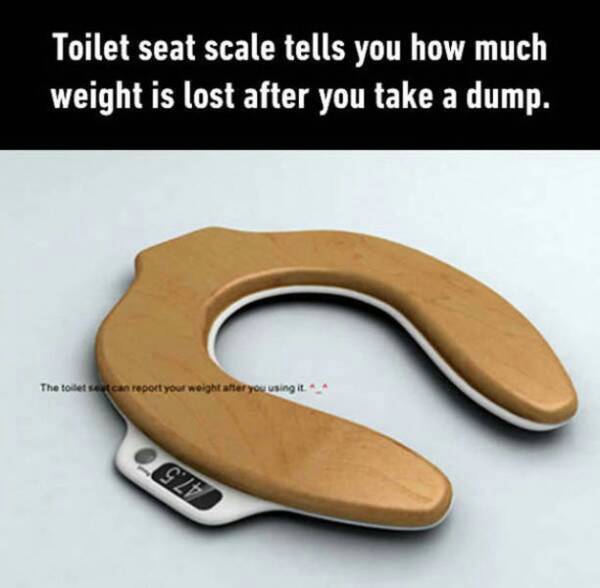 Toilet seat scale tells you how much
weight is lost after you take a dump.
The toilet seat can report your weight after you using it. ^_^
47.5